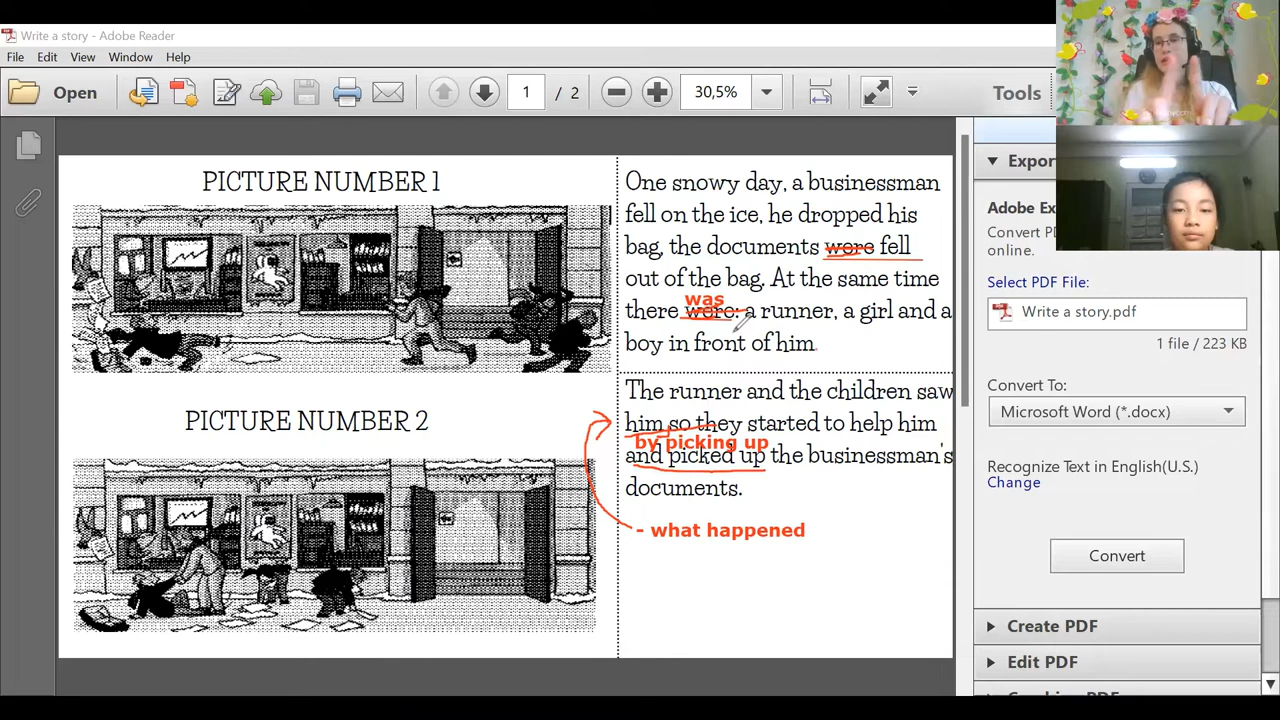 Write a story - Adobe Reader
File Edit View Window Help
Open
1 / 2
30,5%
Tools
PICTURE NUMBER 1
One snowy day, a businessman
fell on the ice, he dropped his
bag, the documents were fell
out of the bag. At the same time
was
there were: a runner, a girl and a
boy in front of him.
PICTURE NUMBER 2
The runner and the children saw
him so they started to help him
by picking up
and picked up the businessman's
documents.
- what happened
Export
Adobe Ex
Convert P
online.
Select PDF File:
Write a story.pdf
1 file / 223 KB
Convert To:
Microsoft Word (*.docx)
Recognize Text in English(U.S.)
Change
Convert
Create PDF
Edit PDF